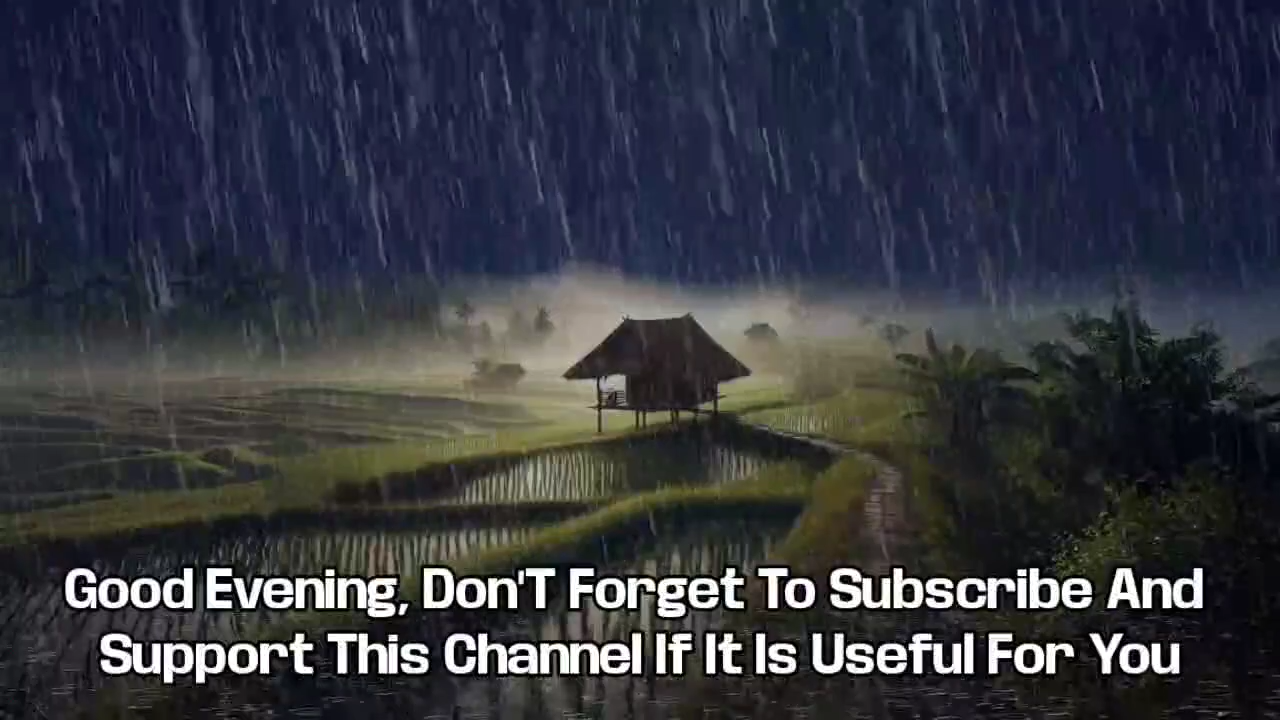 Good Evening, Don'T Forget To Subscribe And
Support This Channel If It Is Useful For You